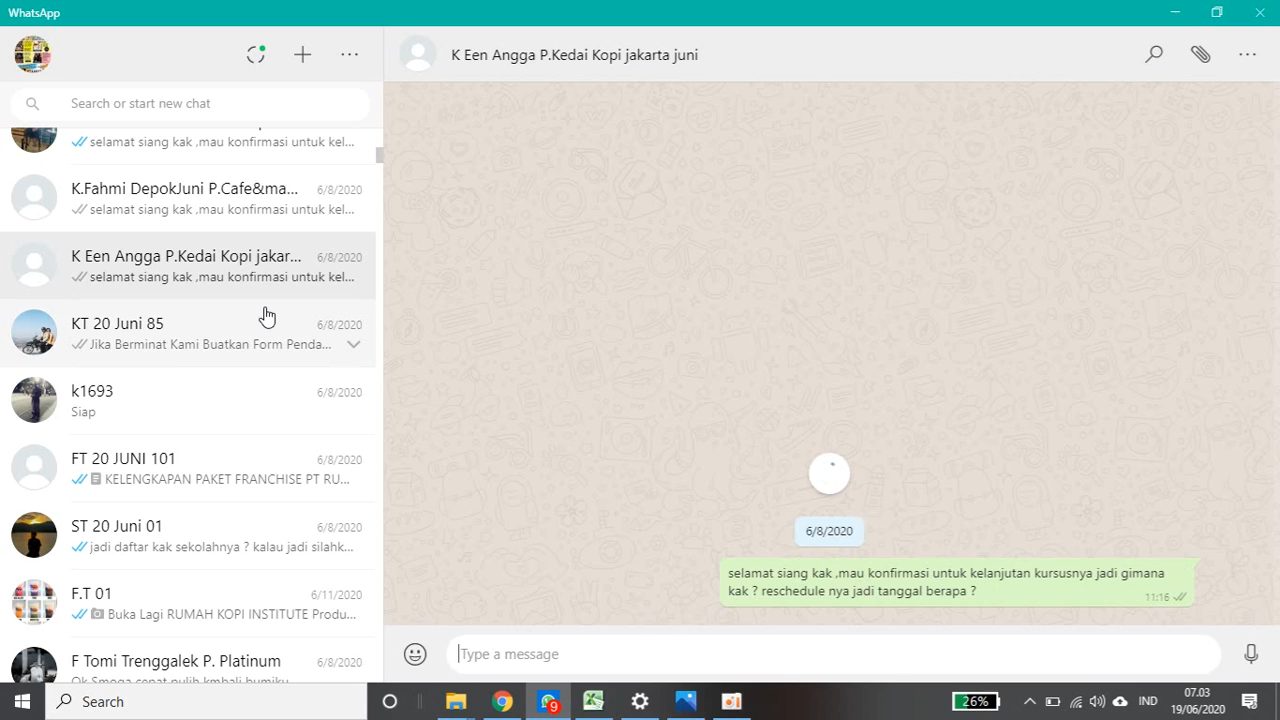 WhatsApp
Search or start new chat
selamat siang kak ,mau konfirmasi untuk kel...
K.Fahmi DepokJuni P.Cafe&ma... 6/8/2020
selamat siang kak ,mau konfirmasi untuk kel...
K Een Angga P.Kedai Kopi jakar... 6/8/2020
selamat siang kak ,mau konfirmasi untuk kel...
KT 20 Juni 85 6/8/2020
Jika Berminat Kami Buatkan Form Penda...
k1693 6/8/2020
Siap
FT 20 JUNI 101 6/8/2020
KELENGKAPAN PAKET FRANCHISE PT RU...
ST 20 Juni 01 6/8/2020
jadi daftar kak sekolahnya ? kalau jadi silahk...
F.T 01 6/11/2020
Buka Lagi RUMAH KOPI INSTITUTE Produ...
F Tomi Trenggalek P. Platinum 6/8/2020
Ok Smoga cepat pulih kmbali bumiku
K Een Angga P.Kedai Kopi jakarta juni
6/8/2020
selamat siang kak ,mau konfirmasi untuk kelanjutan kursusnya jadi gimana
kak ? reschedule nya jadi tanggal berapa ?
11:16
Type a message
Search
9
26%
IND
07.03
19/06/2020